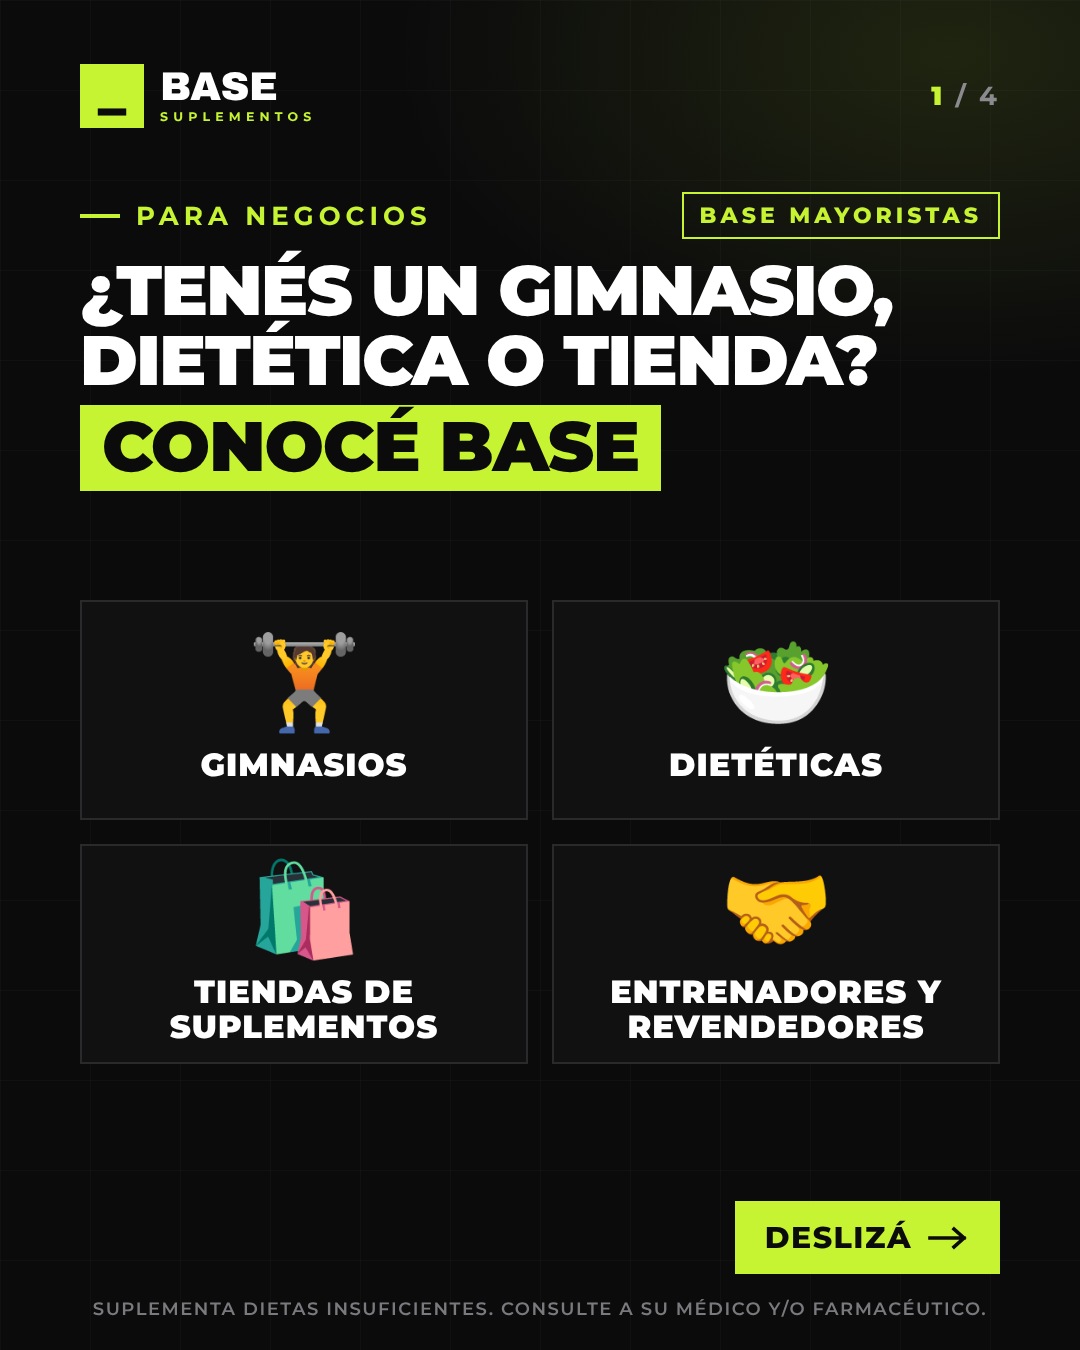 BASE
SUPLEMENTOS
1 / 4
PARA NEGOCIOS
BASE MAYORISTAS
¿TENÉS UN GIMNASIO,
DIETÉTICA O TIENDA?
CONOCÉ BASE
GIMNASIOS
DIETÉTICAS
TIENDAS DE
SUPLEMENTOS
ENTRENADORES Y
REVENDEDORES
DESLIZÁ →
SUPLEMENTA DIETAS INSUFICIENTES. CONSULTE A SU MÉDICO Y/O FARMACÉUTICO.